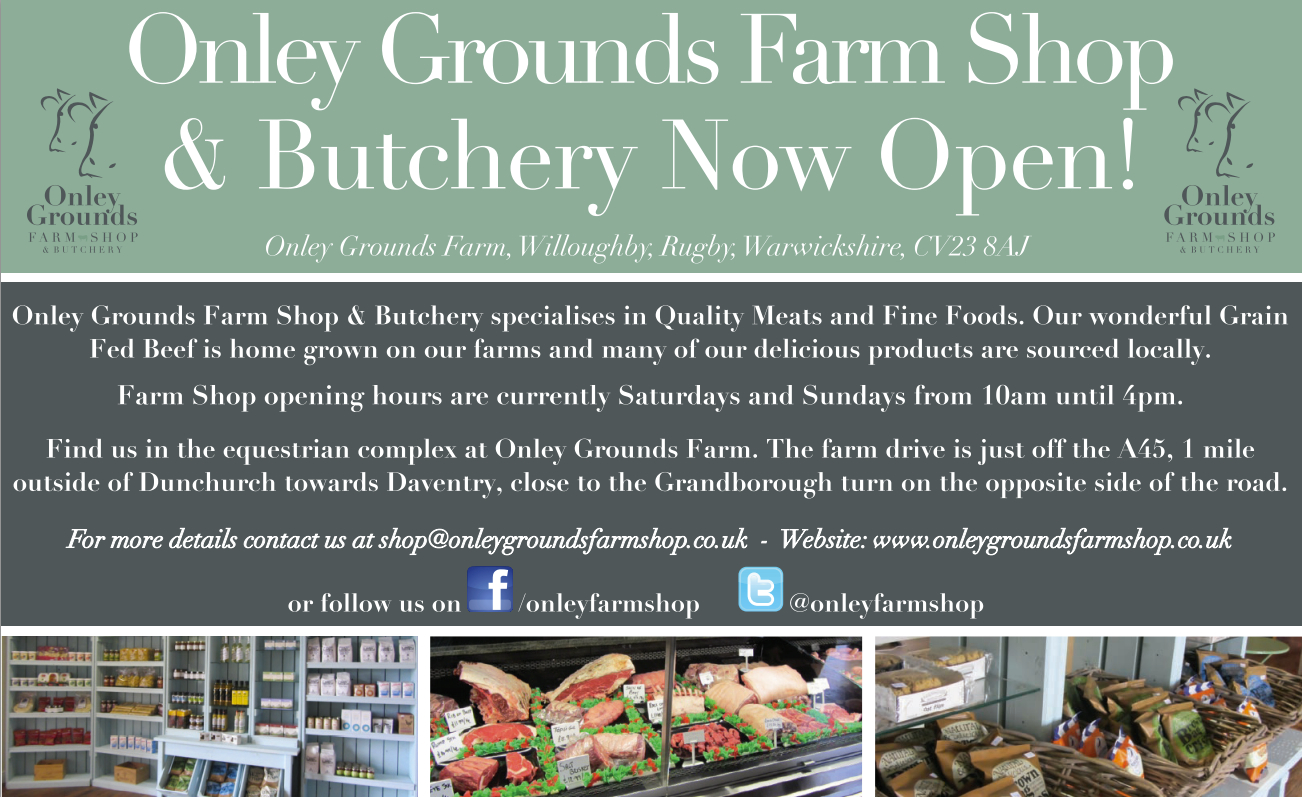 Onley Grounds Farm Shop
& Butchery Now Open!
Onley
Grounds
FARM SHOP
& BUTCHERY
Onley
Grounds
FARM SHOP
& BUTCHERY
Onley Grounds Farm, Willoughby, Rugby, Warwickshire, CV23 8AJ
Onley Grounds Farm Shop & Butchery specialises in Quality Meats and Fine Foods. Our wonderful Grain
Fed Beef is home grown on our farms and many of our delicious products are sourced locally.
Farm Shop opening hours are currently Saturdays and Sundays from 10am until 4pm.
Find us in the equestrian complex at Onley Grounds Farm. The farm drive is just off the A45, 1 mile
outside of Dunchurch towards Daventry, close to the Grandborough turn on the opposite side of the road.
For more details contact us at shop@onleygroundsfarmshop.co.uk - Website: www.onleygroundsfarmshop.co.uk
or follow us on f /onleyfarmshop t @onleyfarmshop